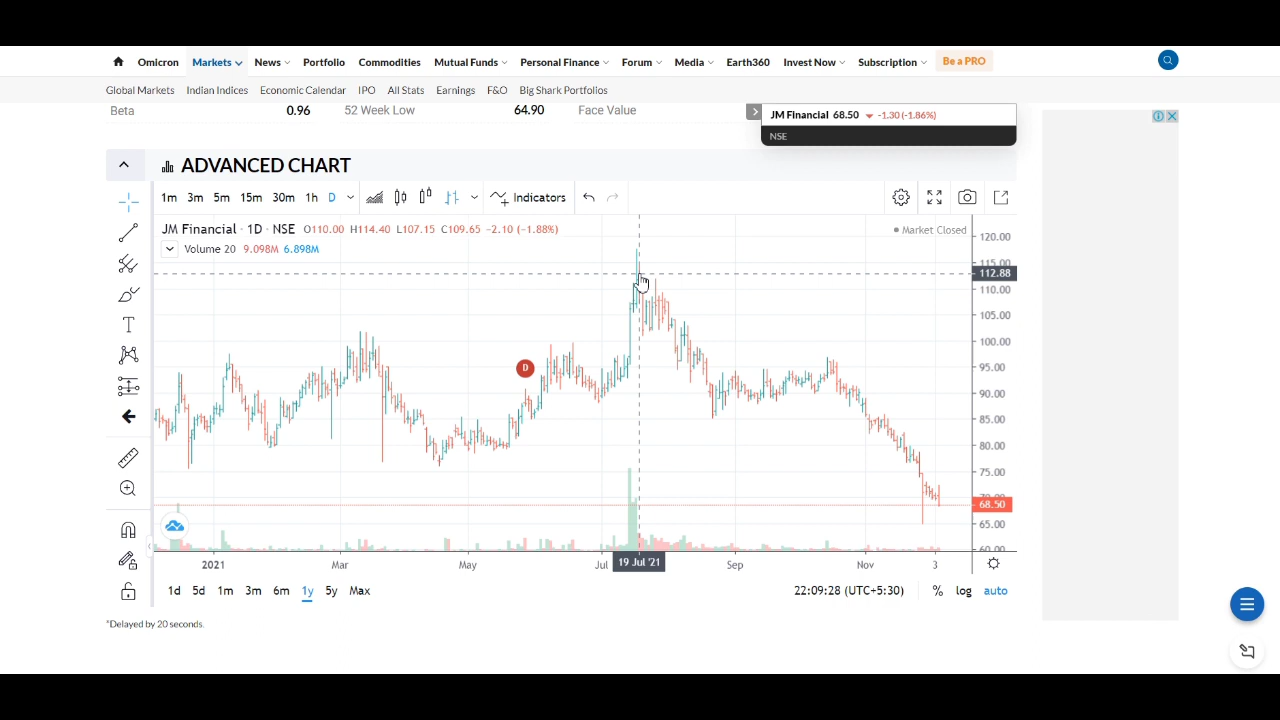 Omicron Markets News Portfolio Commodities Mutual Funds Personal Finance Forum Media Earth360 Invest Now Subscription Be a PRO
Global Markets Indian Indices Economic Calendar IPO All Stats Earnings F&O Big Shark Portfolios
Beta 0.96 52 Week Low 64.90 Face Value
JM Financial 68.50 -1.30 (-1.86%)
NSE
ADVANCED CHART
1m 3m 5m 15m 30m 1h D Indicators
JM Financial · 1D · NSE O110.00 H114.40 L107.15 C109.65 -2.10 (-1.88%)
Market Closed
Volume 20 9.098M 6.898M
120.00
115.00
112.88
110.00
105.00
100.00
95.00
90.00
85.00
80.00
75.00
70.00
68.50
65.00
60.00
D
T
2021 Mar May Jul 19 Jul '21 Sep Nov 3
1d 5d 1m 3m 6m 1y 5y Max 22:09:28 (UTC+5:30) % log auto
*Delayed by 20 seconds.